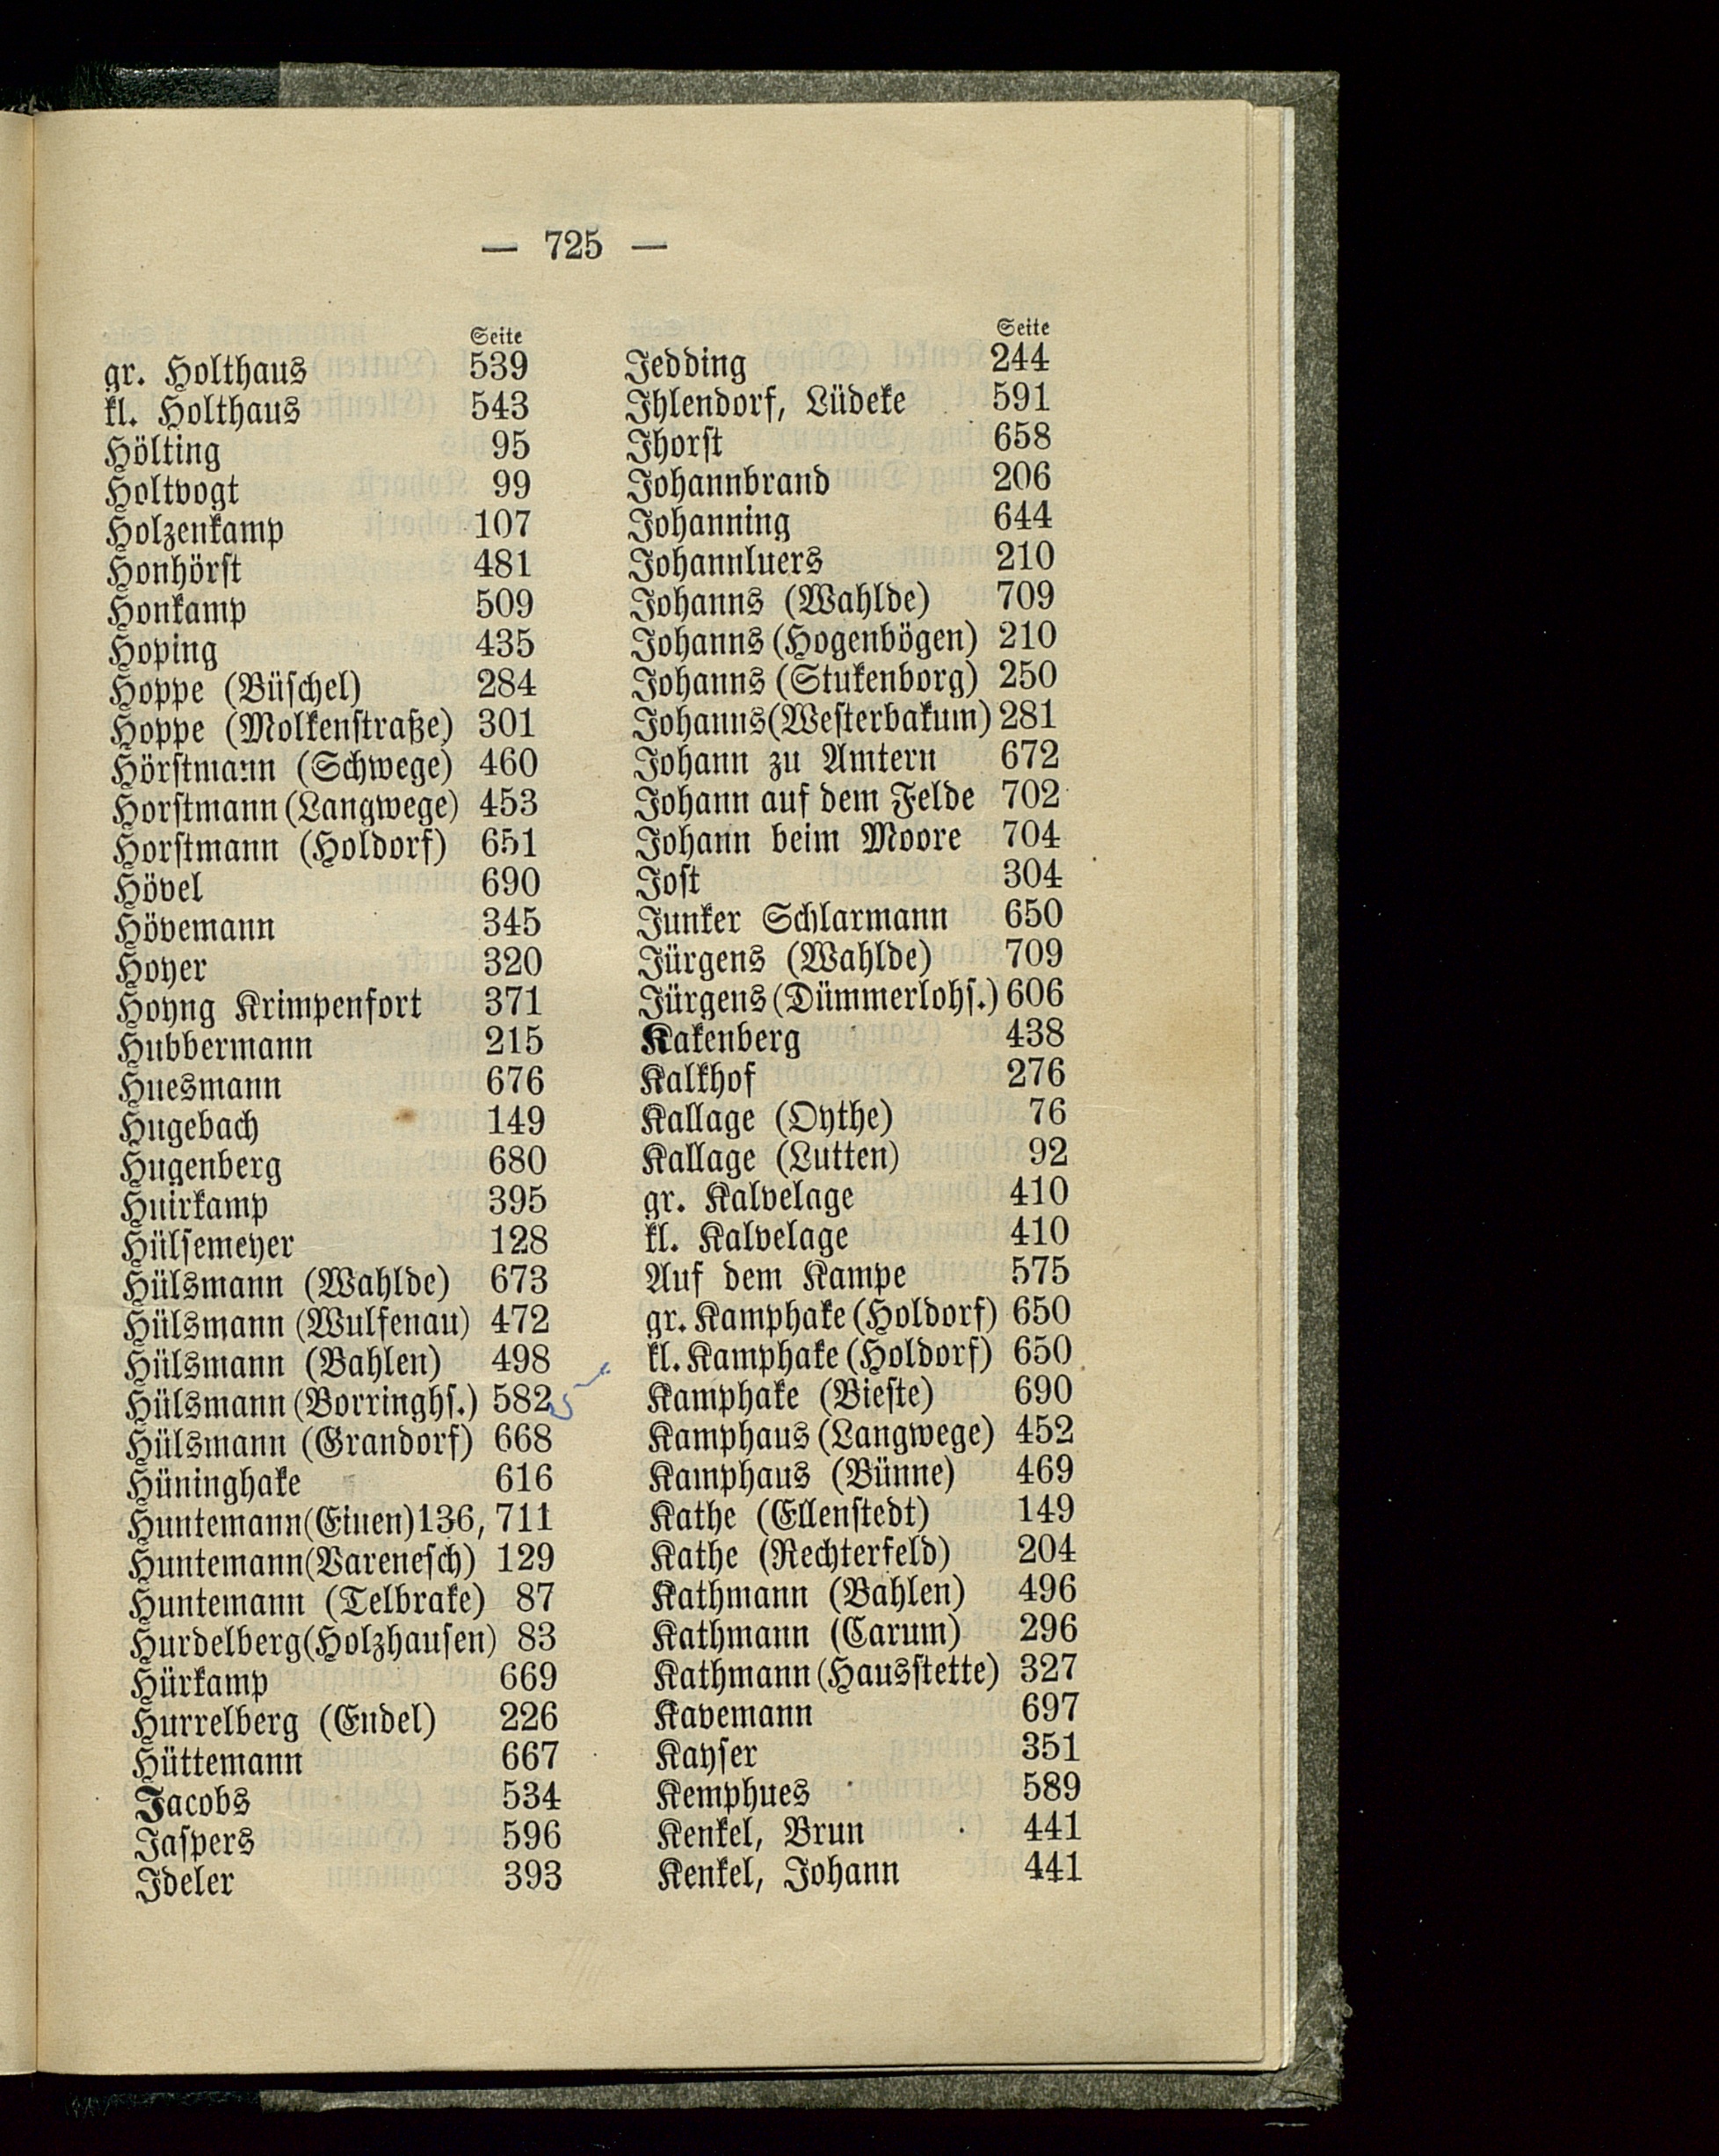 — 725 —
Seite
gr. Holthaus 539
kl. Holthaus 543
Hölting 95
Holtvogt 99
Holzenkamp 107
Honhörst 481
Honkamp 509
Hoping 435
Hoppe (Büschel) 284
Hoppe (Molkenstraße) 301
Hörstmann (Schwege) 460
Horstmann (Langwege) 453
Horstmann (Holdorf) 651
Hövel 690
Hövemann 345
Hoyer 320
Hoyng Krimpenfort 371
Hubbermann 215
Huesmann 676
Hugebach 149
Hugenberg 680
Huirkamp 395
Hülsemeyer 128
Hülsmann (Wahlde) 673
Hülsmann (Wulfenau) 472
Hülsmann (Bahlen) 498
Hülsmann (Borringhs.) 582
Hülsmann (Grandorf) 668
Hüninghake 616
Huntemann (Einen) 136, 711
Huntemann (Varenesch) 129
Huntemann (Telbrake) 87
Hurdelberg (Holzhausen) 83
Hürkamp 669
Hurrelberg (Endel) 226
Hüttemann 667
Jacobs 534
Jaspers 596
Ideler 393
Seite
Jedding 244
Ihlendorf, Lüdeke 591
Ihorst 658
Johannbrand 206
Johanning 644
Johannluers 210
Johanns (Wahlde) 709
Johanns (Hogenbögen) 210
Johanns (Stukenborg) 250
Johanns (Westerbakum) 281
Johann zu Amtern 672
Johann auf dem Felde 702
Johann beim Moore 704
Jost 304
Junker Schlarmann 650
Jürgens (Wahlde) 709
Jürgens (Dümmerlohs.) 606
Kakenberg 438
Kalkhof 276
Kallage (Oythe) 76
Kallage (Lutten) 92
gr. Kalvelage 410
kl. Kalvelage 410
Auf dem Kampe 575
gr. Kamphake (Holdorf) 650
kl. Kamphake (Holdorf) 650
Kamphake (Bieste) 690
Kamphaus (Langwege) 452
Kamphaus (Bünne) 469
Kathe (Ellenstedt) 149
Kathe (Rechterfeld) 204
Kathmann (Bahlen) 496
Kathmann (Carum) 296
Kathmann (Hausstette) 327
Kavemann 697
Kayser 351
Kemphues 589
Kenkel, Brun 441
Kenkel, Johann 441